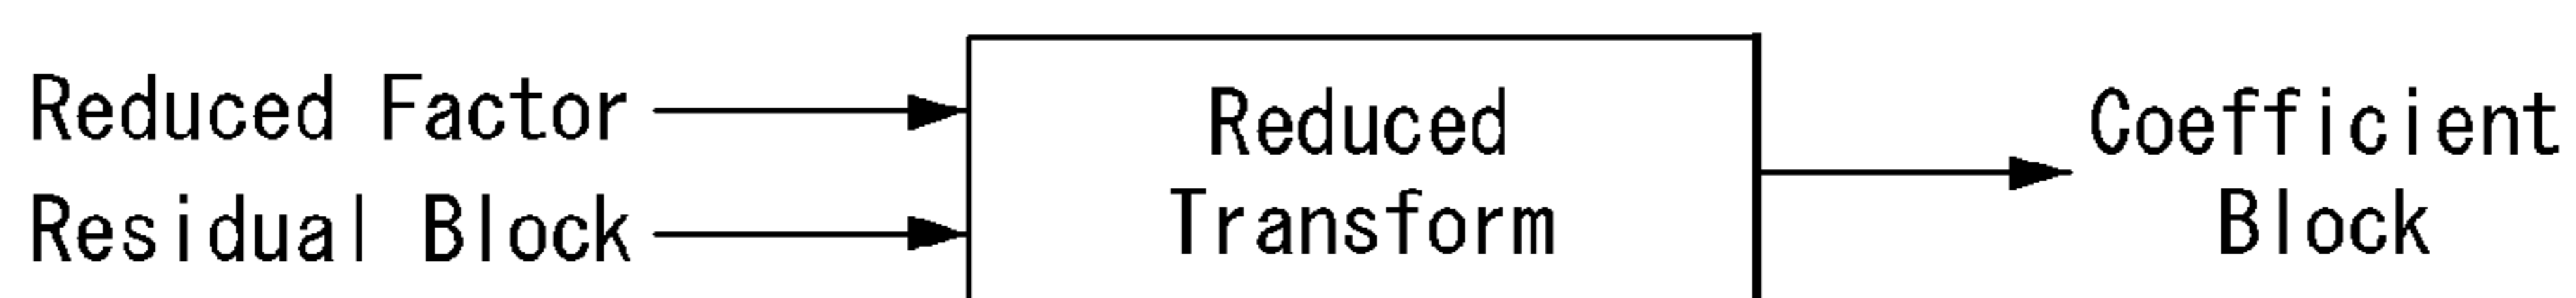 Reduced Factor
Residual Block
Reduced
Transform
Coefficient
Block